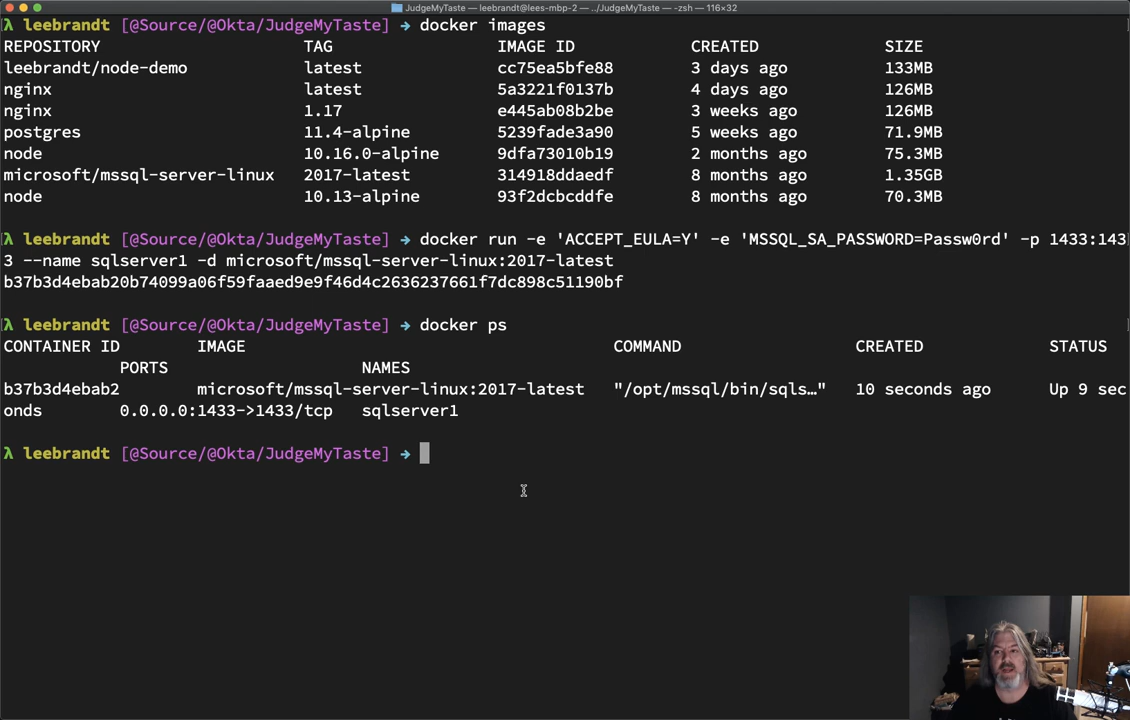 JudgeMyTaste — leebrandt@lees-mbp-2 — ../JudgeMyTaste — -zsh — 116×32
λ leebrandt [@Source/@Okta/JudgeMyTaste] → docker images
REPOSITORY TAG IMAGE ID CREATED SIZE
leebrandt/node-demo latest cc75ea5bfe88 3 days ago 133MB
nginx latest 5a3221f0137b 4 days ago 126MB
nginx 1.17 e445ab08b2be 3 weeks ago 126MB
postgres 11.4-alpine 5239fade3a90 5 weeks ago 71.9MB
node 10.16.0-alpine 9dfa73010b19 2 months ago 75.3MB
microsoft/mssql-server-linux 2017-latest 314918ddaedf 8 months ago 1.35GB
node 10.13-alpine 93f2dcbcddfe 8 months ago 70.3MB
λ leebrandt [@Source/@Okta/JudgeMyTaste] → docker run -e 'ACCEPT_EULA=Y' -e 'MSSQL_SA_PASSWORD=Passw0rd' -p 1433:143
3 --name sqlserver1 -d microsoft/mssql-server-linux:2017-latest
b37b3d4ebab20b74099a06f59faaed9e9f46d4c2636237661f7dc898c51190bf
λ leebrandt [@Source/@Okta/JudgeMyTaste] → docker ps
CONTAINER ID IMAGE COMMAND CREATED STATUS
PORTS NAMES
b37b3d4ebab2 microsoft/mssql-server-linux:2017-latest "/opt/mssql/bin/sqls…" 10 seconds ago Up 9 sec
onds 0.0.0.0:1433->1433/tcp sqlserver1
λ leebrandt [@Source/@Okta/JudgeMyTaste] →